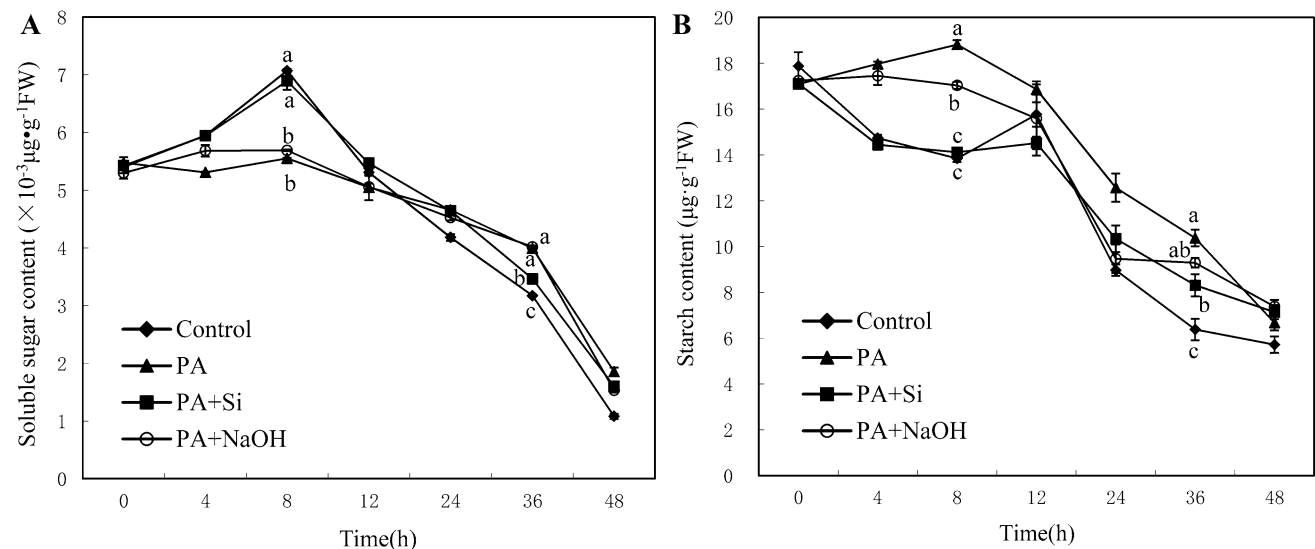 A
8
7
6
5
4
3
2
1
0
Soluble sugar content ( × 10⁻³μg•g⁻¹FW)
a
a
b
b
a
a
b
c
Control
PA
PA+Si
PA+NaOH
0 4 8 12 24 36 48
Time(h)
B
20
18
16
14
12
10
8
6
4
2
0
Starch content (μg·g⁻¹FW)
a
b
c
c
a
ab
b
c
Control
PA
PA+Si
PA+NaOH
0 4 8 12 24 36 48
Time(h)